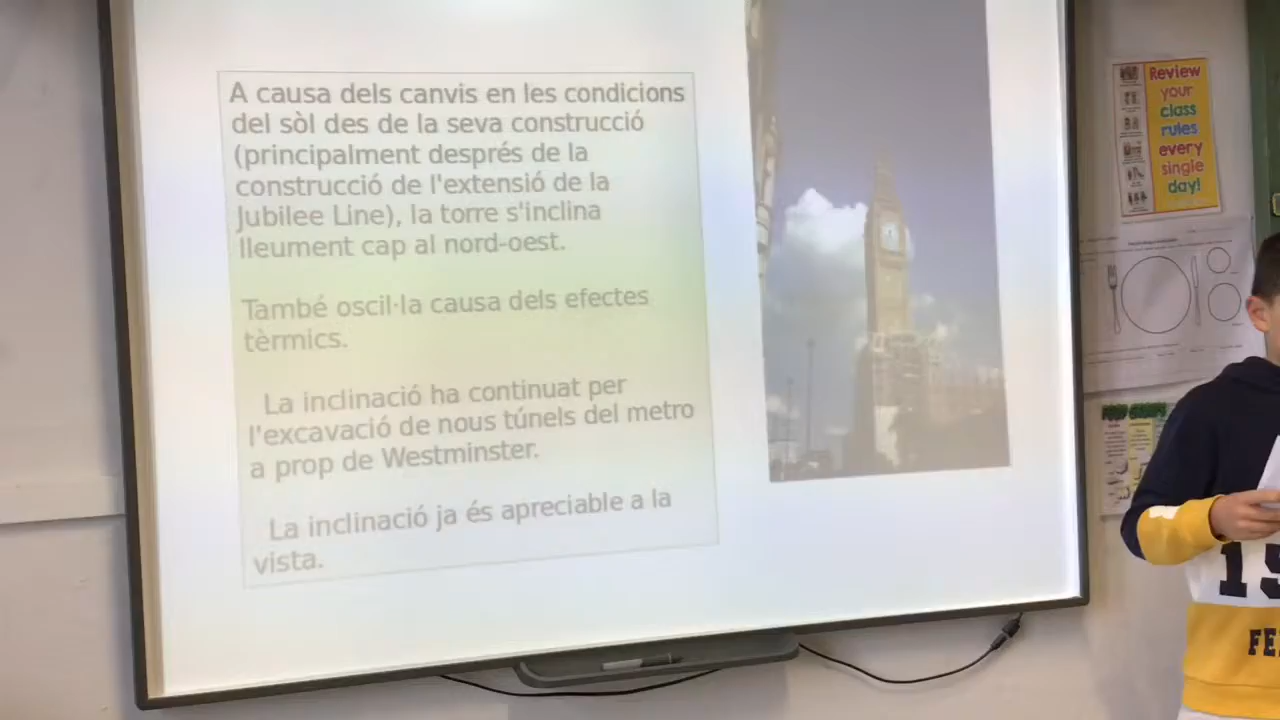 A causa dels canvis en les condicions
del sòl des de la seva construcció
(principalment després de la
construcció de l'extensió de la
Jubilee Line), la torre s'inclina
lleument cap al nord-oest.
També oscil·la causa dels efectes
tèrmics.
La inclinació ha continuat per
l'excavació de nous túnels del metro
a prop de Westminster.
La inclinació ja és apreciable a la
vista.
Review
your
class
rules
every
single
day!